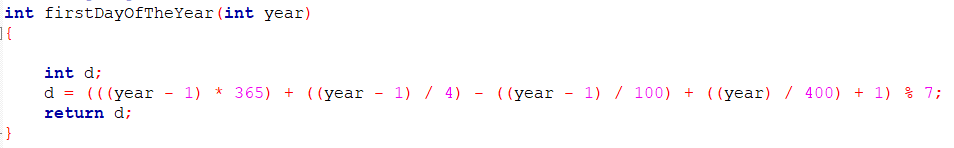 int firstDayOfTheYear(int year)
{
int d;
d = (((year - 1) * 365) + ((year - 1) / 4) - ((year - 1) / 100) + ((year) / 400) + 1) % 7;
return d;
}